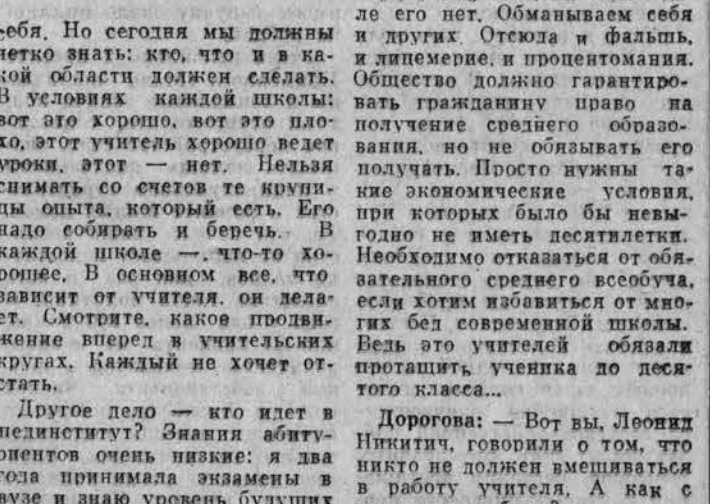 себя. Но сегодня мы должны
четко знать: кто, что и в ка-
кой области должен сделать.
В условиях каждой школы:
вот это хорошо, вот это пло-
хо, этот учитель хорошо ведет
уроки, этот — нет. Нельзя
снимать со счетов те крупи-
цы опыта, который есть. Его
надо собирать и беречь. В
каждой школе —, что-то хо-
рошее. В основном все, что
зависит от учителя, он дела-
ет. Смотрите, какое продви-
жение вперед в учительских
кругах. Каждый не хочет от-
стать.
Другое дело — кто идет в
пединститут? Знания абиту-
риентов очень низкие: я два
года принимала экзамены в
вузе и знаю уровень будущих
ле его нет. Обманываем себя
и других. Отсюда и фальшь,
и лицемерие, и процентомания.
Общество должно гарантиро-
вать гражданину право на
получение среднего образо-
вания, но не обязывать его
получать. Просто нужны та-
кие экономические условия,
при которых было бы невы-
годно не иметь десятилетки.
Необходимо отказаться от обя-
зательного среднего всеобуча,
если хотим избавиться от мно-
гих бед современной школы.
Ведь это учителей обязали
протащить ученика до деся-
того класса...
Дорогова: — Вот вы, Леонид
Никитич, говорили о том, что
никто не должен вмешиваться
в работу учителя. А как с